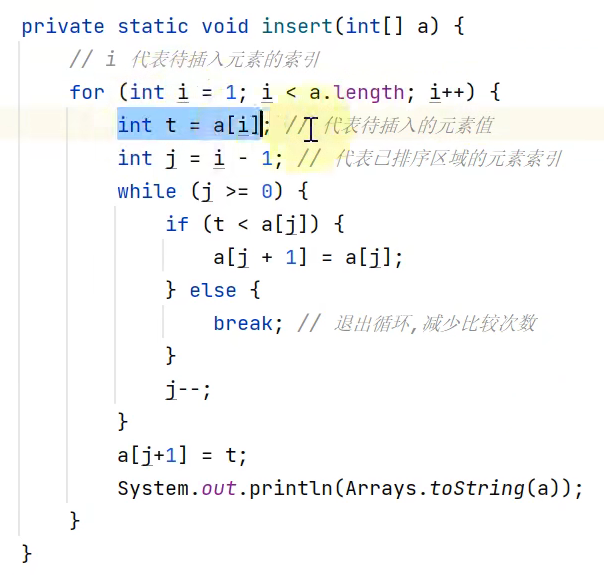 private static void insert(int[] a) {
    // i 代表待插入元素的索引
    for (int i = 1; i < a.length; i++) {
        int t = a[i]; // 代表待插入的元素值
        int j = i - 1; // 代表已排序区域的元素索引
        while (j >= 0) {
            if (t < a[j]) {
                a[j + 1] = a[j];
            } else {
                break; // 退出循环,减少比较次数
            }
            j--;
        }
        a[j+1] = t;
        System.out.println(Arrays.toString(a));
    }
}